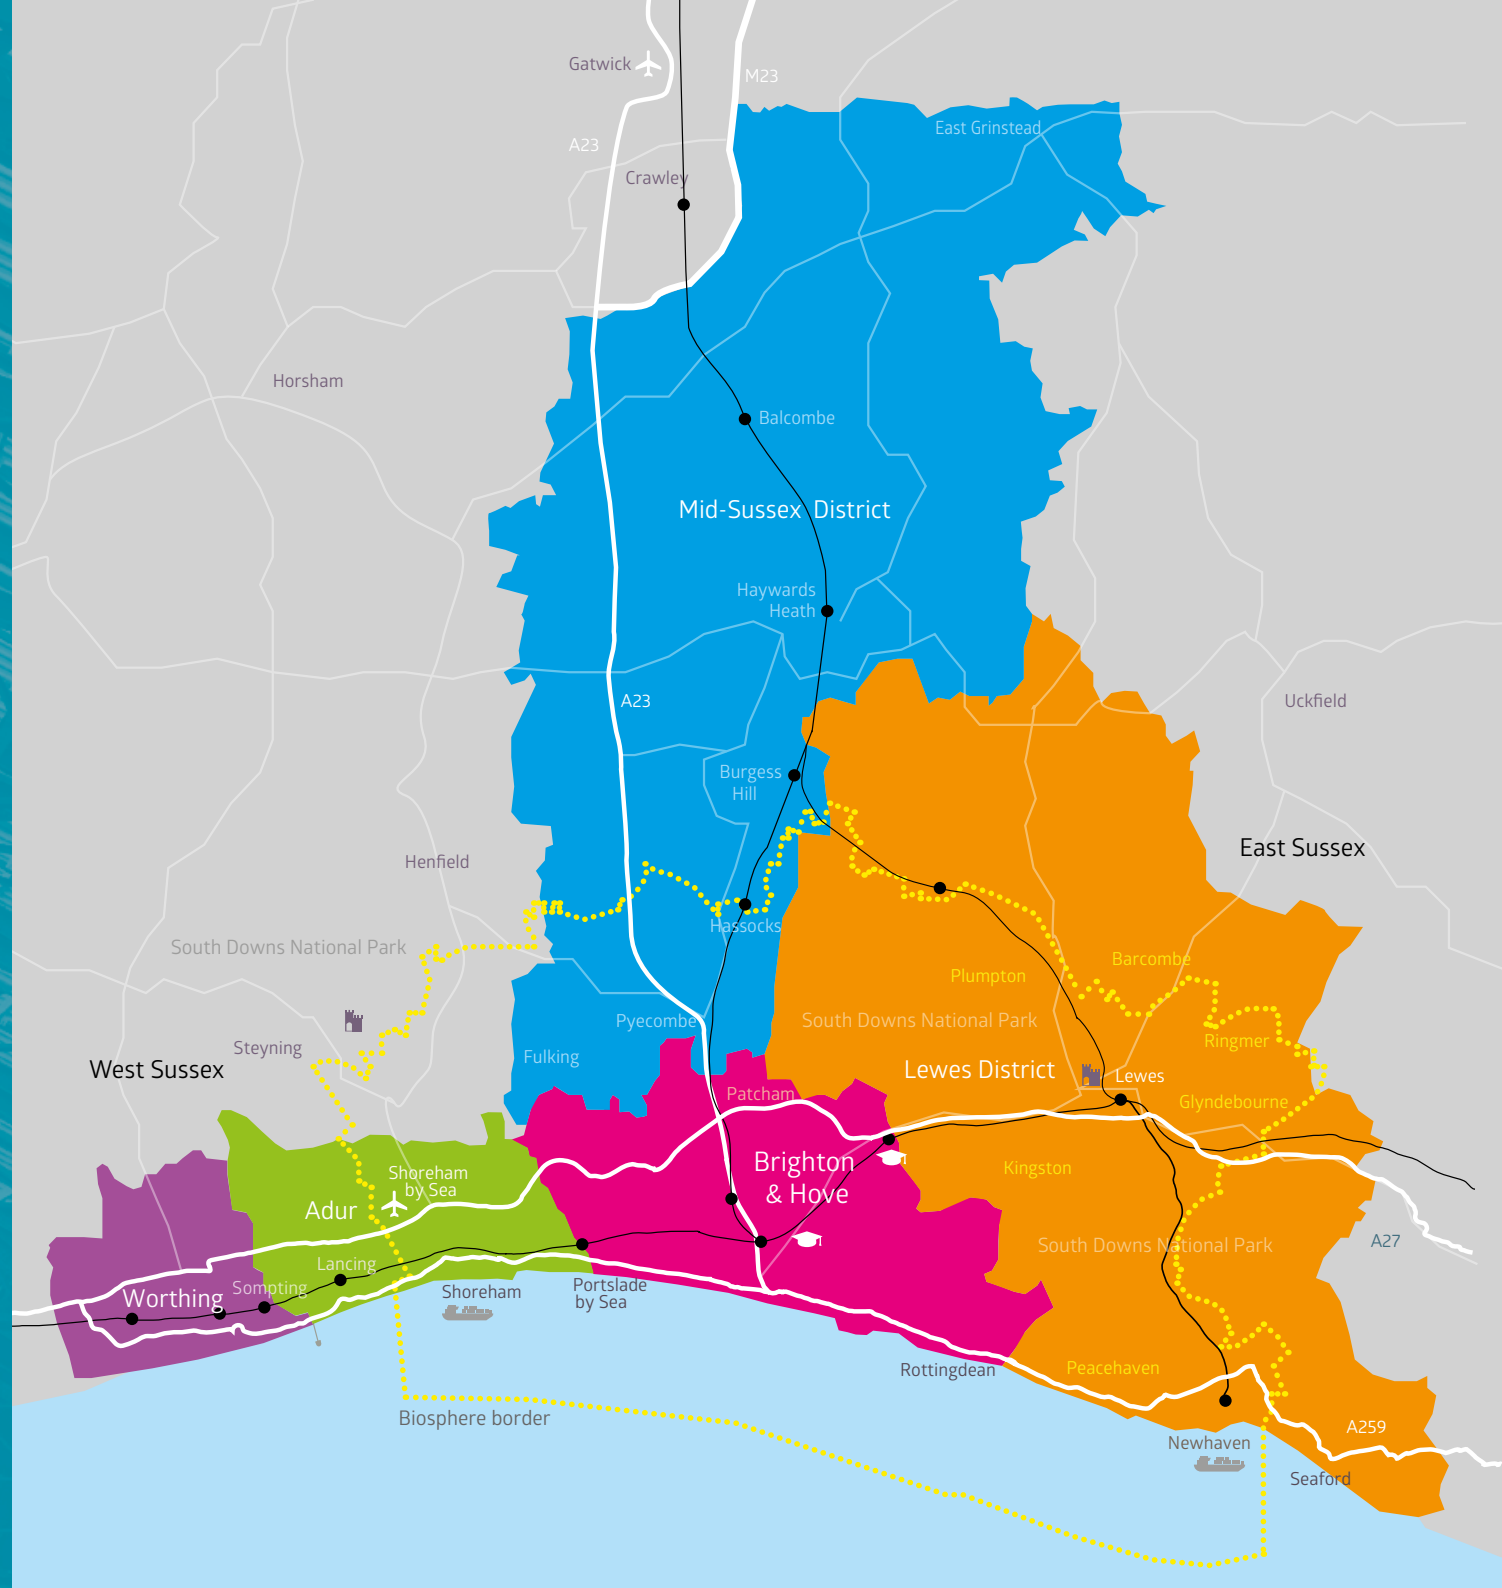 Gatwick
M23
East Grinstead
A23
Crawley
Horsham
Balcombe
Mid-Sussex District
Haywards
Heath
A23
Uckfield
Burgess
Hill
East Sussex
Henfield
Hassocks
South Downs National Park
Barcombe
Plumpton
Pyecombe
South Downs National Park
Ringmer
Steyning
Fulking
West Sussex
Lewes District
Lewes
Patcham
Glyndebourne
Brighton
& Hove
Kingston
Shoreham
by Sea
Adur
A27
South Downs National Park
Lancing
Sompting
Worthing
Shoreham
Portslade
by Sea
Rottingdean
Peacehaven
Biosphere border
A259
Newhaven
Seaford